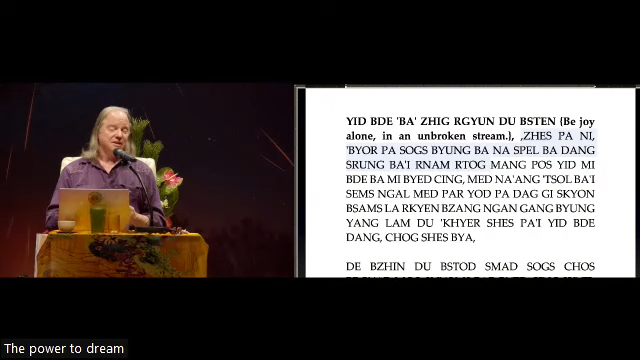 YID BDE 'BA' ZHIG RGYUN DU BSTEN (Be joy
alone, in an unbroken stream.), ,ZHES PA NI,
'BYOR PA SOGS BYUNG BA NA SPEL BA DANG
SRUNG BA'I RNAM RTOG MANG POS YID MI
BDE BA MI BYED CING, MED NA'ANG 'TSOL BA'I
SEMS NGAL MED PAR YOD PA DAG GI SKYON
BSAMS LA RKYEN BZANG NGAN GANG BYUNG
YANG LAM DU 'KHYER SHES PA'I YID BDE
DANG, CHOG SHES BYA,
DE BZHIN DU BSTOD SMAD SOGS CHOS
The power to dream